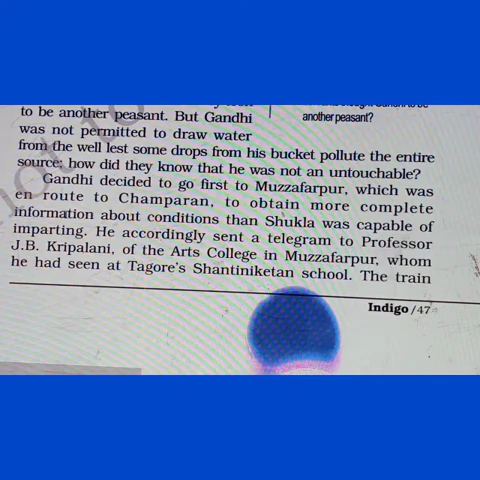 to be another peasant. But Gandhi
was not permitted to draw water
from the well lest some drops from his bucket pollute the entire
source; how did they know that he was not an untouchable?
Gandhi decided to go first to Muzzafarpur, which was
en route to Champaran, to obtain more complete
information about conditions than Shukla was capable of
imparting. He accordingly sent a telegram to Professor
J.B. Kripalani, of the Arts College in Muzzafarpur, whom
he had seen at Tagore's Shantiniketan school. The train
another peasant?
Indigo /47
not to